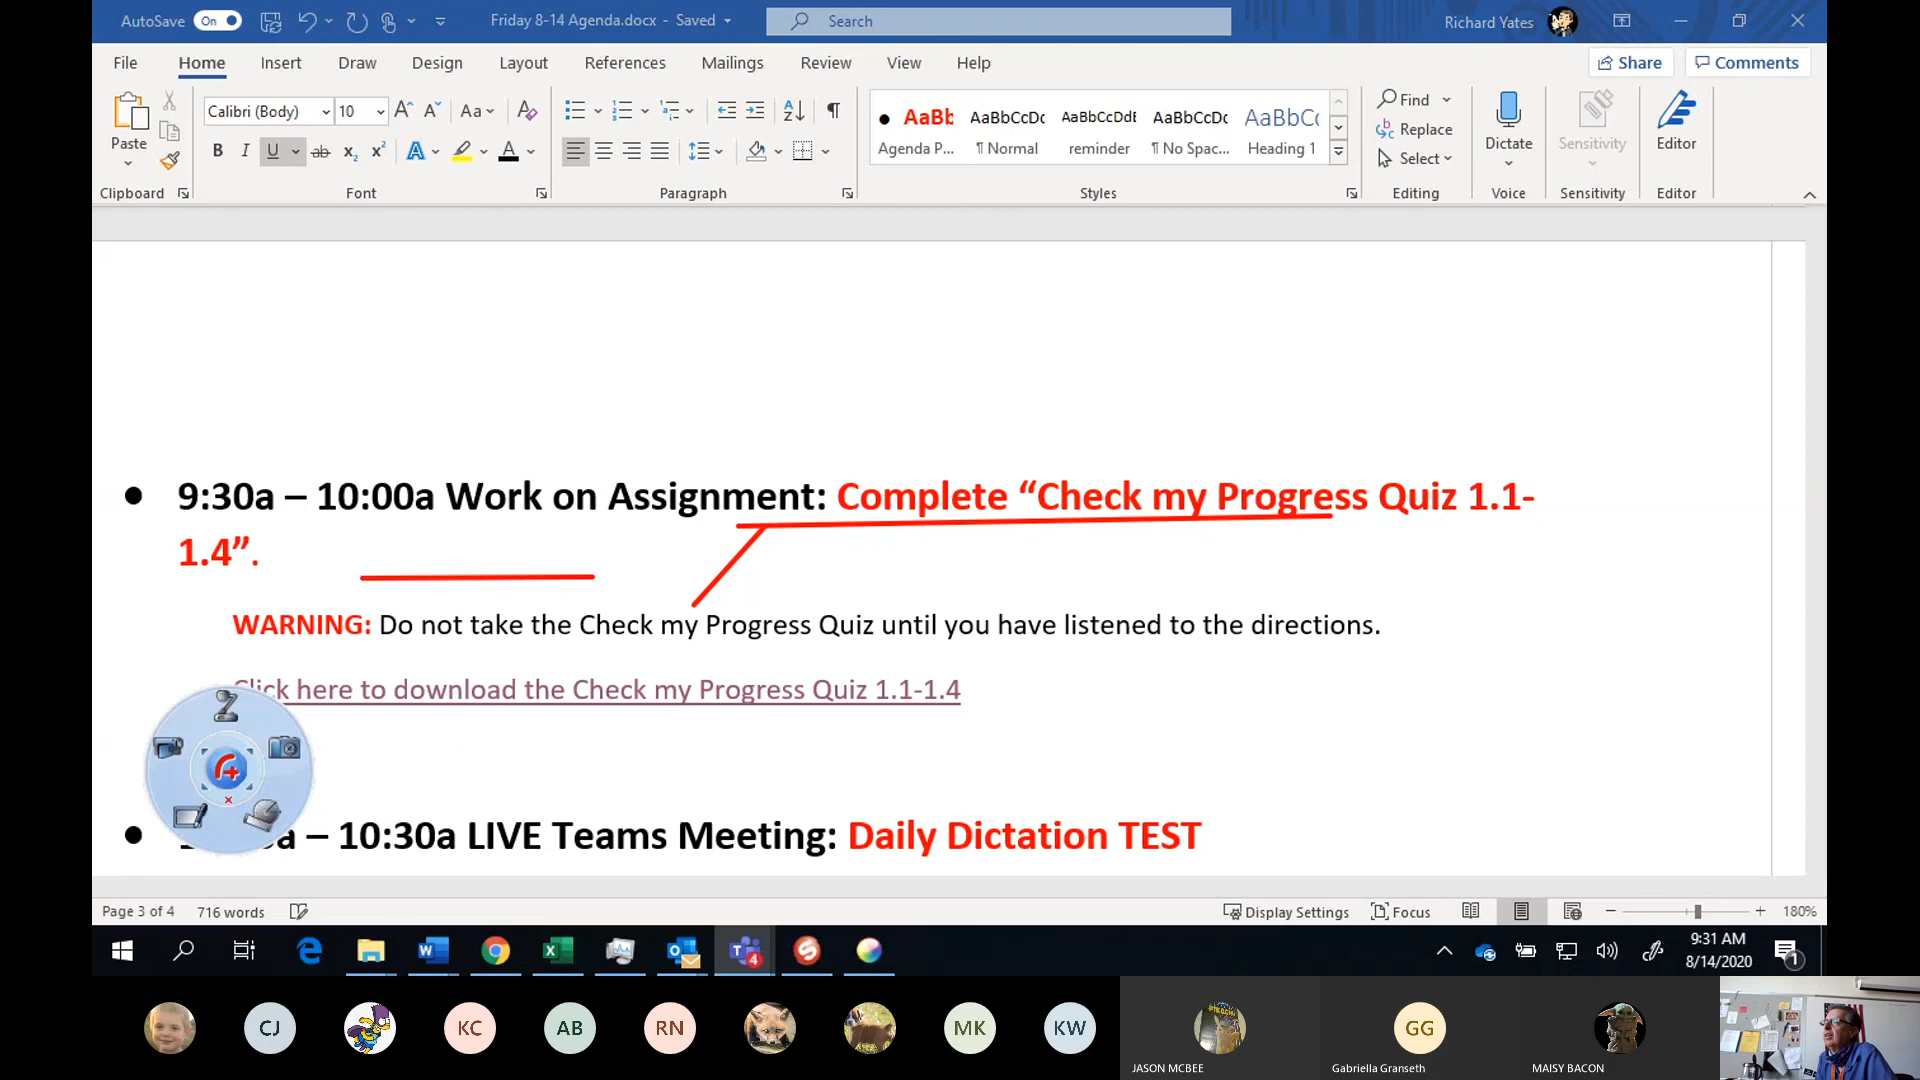 AutoSave On Friday 8-14 Agenda.docx - Saved Search Richard Yates
File Home Insert Draw Design Layout References Mailings Review View Help Share Comments
Paste
Clipboard
Calibri (Body) 10 Aa
B I U ab x2 x2 A A
Font
Paragraph
AaBb AaBbCcDc AaBbCcDdE AaBbCcDc AaBbCc
Agenda P... ¶ Normal reminder ¶ No Spac... Heading 1
Styles
Find
Replace
Select
Editing
Dictate
Voice
Sensitivity
Sensitivity
Editor
Editor
• 9:30a – 10:00a Work on Assignment: Complete “Check my Progress Quiz 1.1-
1.4”.
WARNING: Do not take the Check my Progress Quiz until you have listened to the directions.
Click here to download the Check my Progress Quiz 1.1-1.4
• – 10:30a LIVE Teams Meeting: Daily Dictation TEST
Page 3 of 4 716 words Display Settings Focus 180%
4
9:31 AM
8/14/2020
1
CJ KC AB RN MK KW GG
JASON MCBEE Gabriella Granseth MAISY BACON